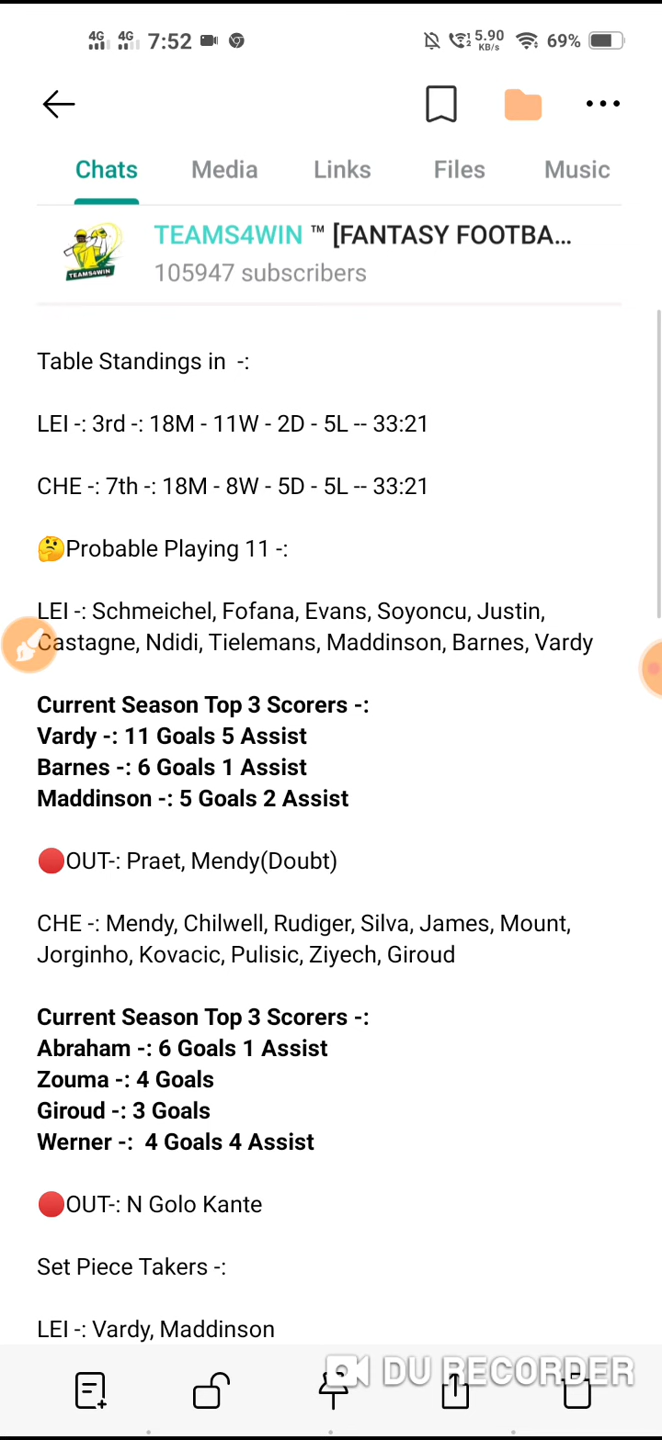 4G 4G 7:52 5.90 KB/s 69%
Chats Media Links Files Music
TEAMS4WIN ™ [FANTASY FOOTBA...
TEAMS4WIN
105947 subscribers
Table Standings in -:
LEI -: 3rd -: 18M - 11W - 2D - 5L -- 33:21
CHE -: 7th -: 18M - 8W - 5D - 5L -- 33:21
🤔Probable Playing 11 -:
LEI -: Schmeichel, Fofana, Evans, Soyoncu, Justin,
Castagne, Ndidi, Tielemans, Maddinson, Barnes, Vardy
Current Season Top 3 Scorers -:
Vardy -: 11 Goals 5 Assist
Barnes -: 6 Goals 1 Assist
Maddinson -: 5 Goals 2 Assist
🔴OUT-: Praet, Mendy(Doubt)
CHE -: Mendy, Chilwell, Rudiger, Silva, James, Mount,
Jorginho, Kovacic, Pulisic, Ziyech, Giroud
Current Season Top 3 Scorers -:
Abraham -: 6 Goals 1 Assist
Zouma -: 4 Goals
Giroud -: 3 Goals
Werner -: 4 Goals 4 Assist
🔴OUT-: N Golo Kante
Set Piece Takers -:
LEI -: Vardy, Maddinson
DU RECORDER